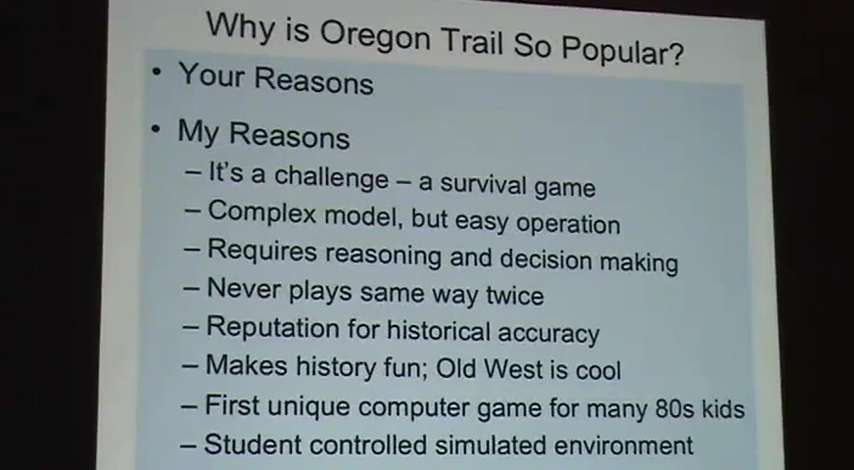 Why is Oregon Trail So Popular?
• Your Reasons
• My Reasons
– It's a challenge – a survival game
– Complex model, but easy operation
– Requires reasoning and decision making
– Never plays same way twice
– Reputation for historical accuracy
– Makes history fun; Old West is cool
– First unique computer game for many 80s kids
– Student controlled simulated environment